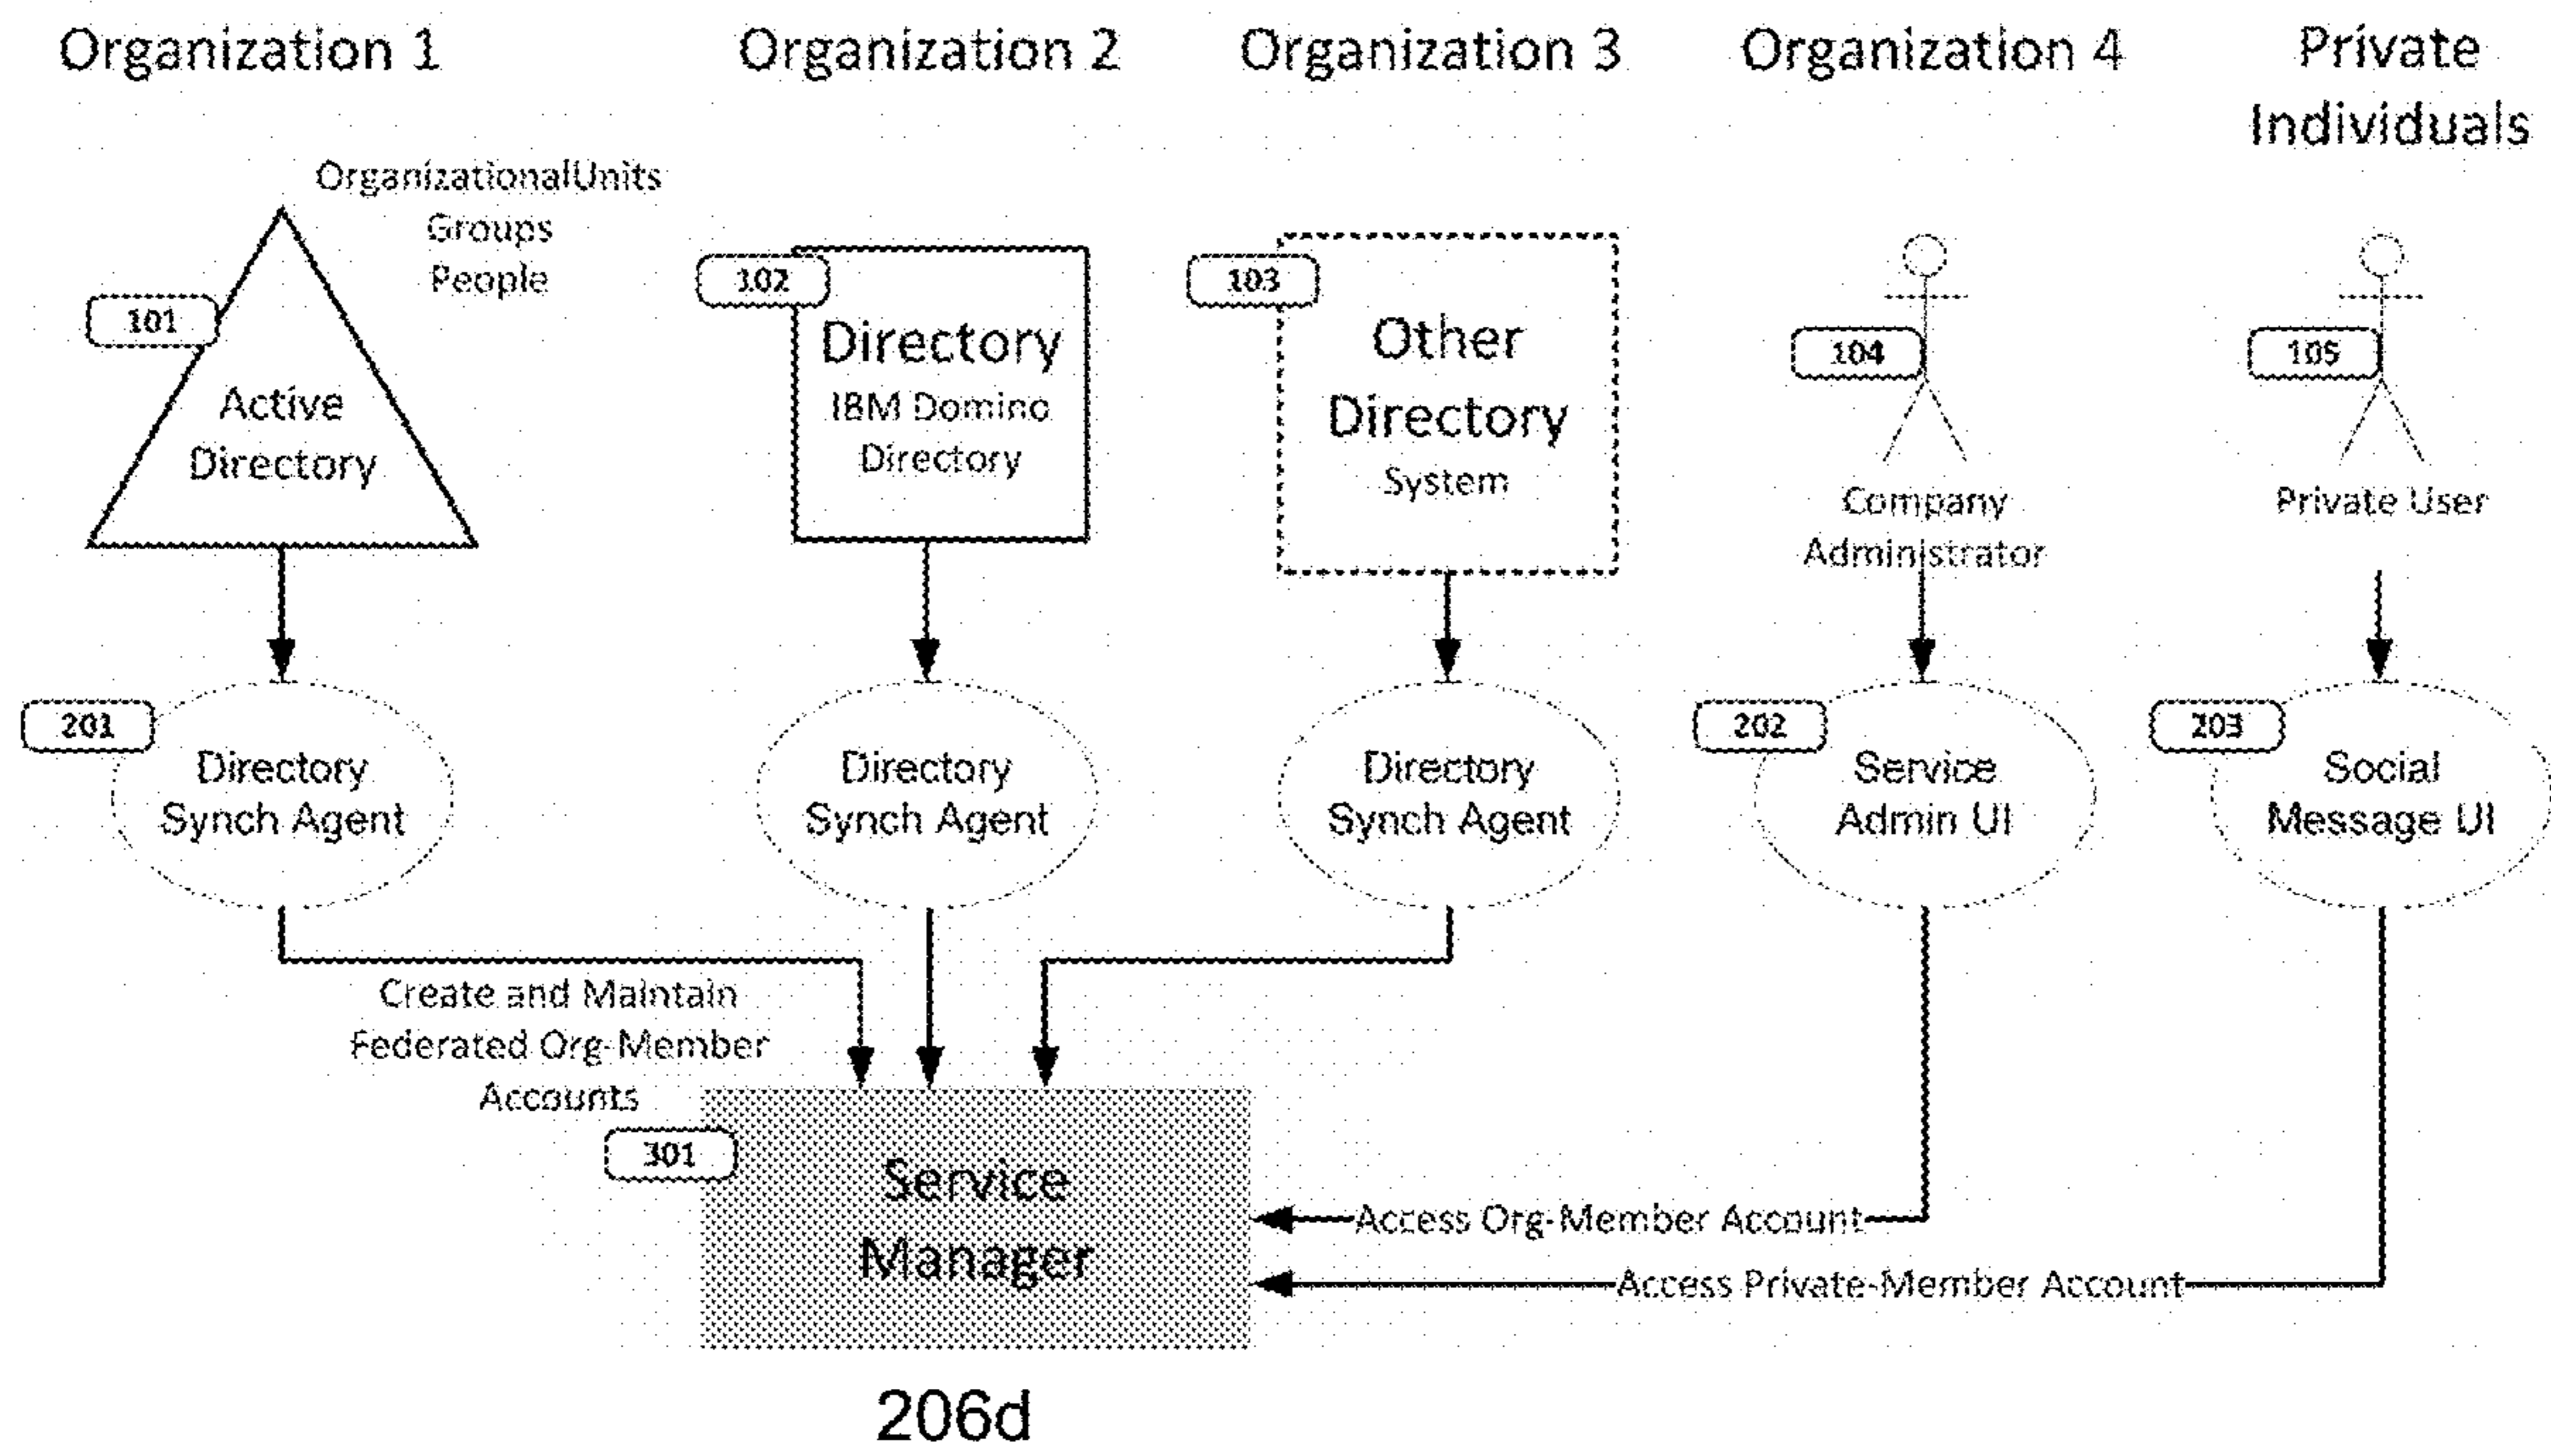 Organization 1
Organization 2
Organization 3
Organization 4
Private
Individuals
OrganizationalUnits
Groups
People
101
Active
Directory
102
Directory
IBM Domino
Directory
103
Other
Directory
System
104
Company
Administrator
105
Private User
201
Directory
Synch Agent
Directory
Synch Agent
Directory
Synch Agent
202
Service
Admin UI
203
Social
Message UI
Create and Maintain
Federated Org-Member
Accounts
301
Service
Manager
Access Org-Member Account
Access Private-Member Account
206d